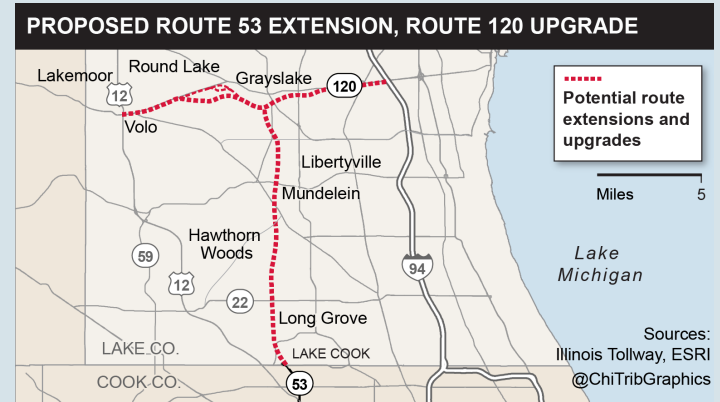 PROPOSED ROUTE 53 EXTENSION, ROUTE 120 UPGRADE
Lakemoor
Round Lake
Grayslake
12
120
Volo
Potential route
extensions and
upgrades
Libertyville
Mundelein
Miles
5
Hawthorn
Woods
59
12
94
Lake
Michigan
22
Long Grove
LAKE CO.
LAKE COOK
COOK CO.
53
Sources:
Illinois Tollway, ESRI
@ChiTribGraphics